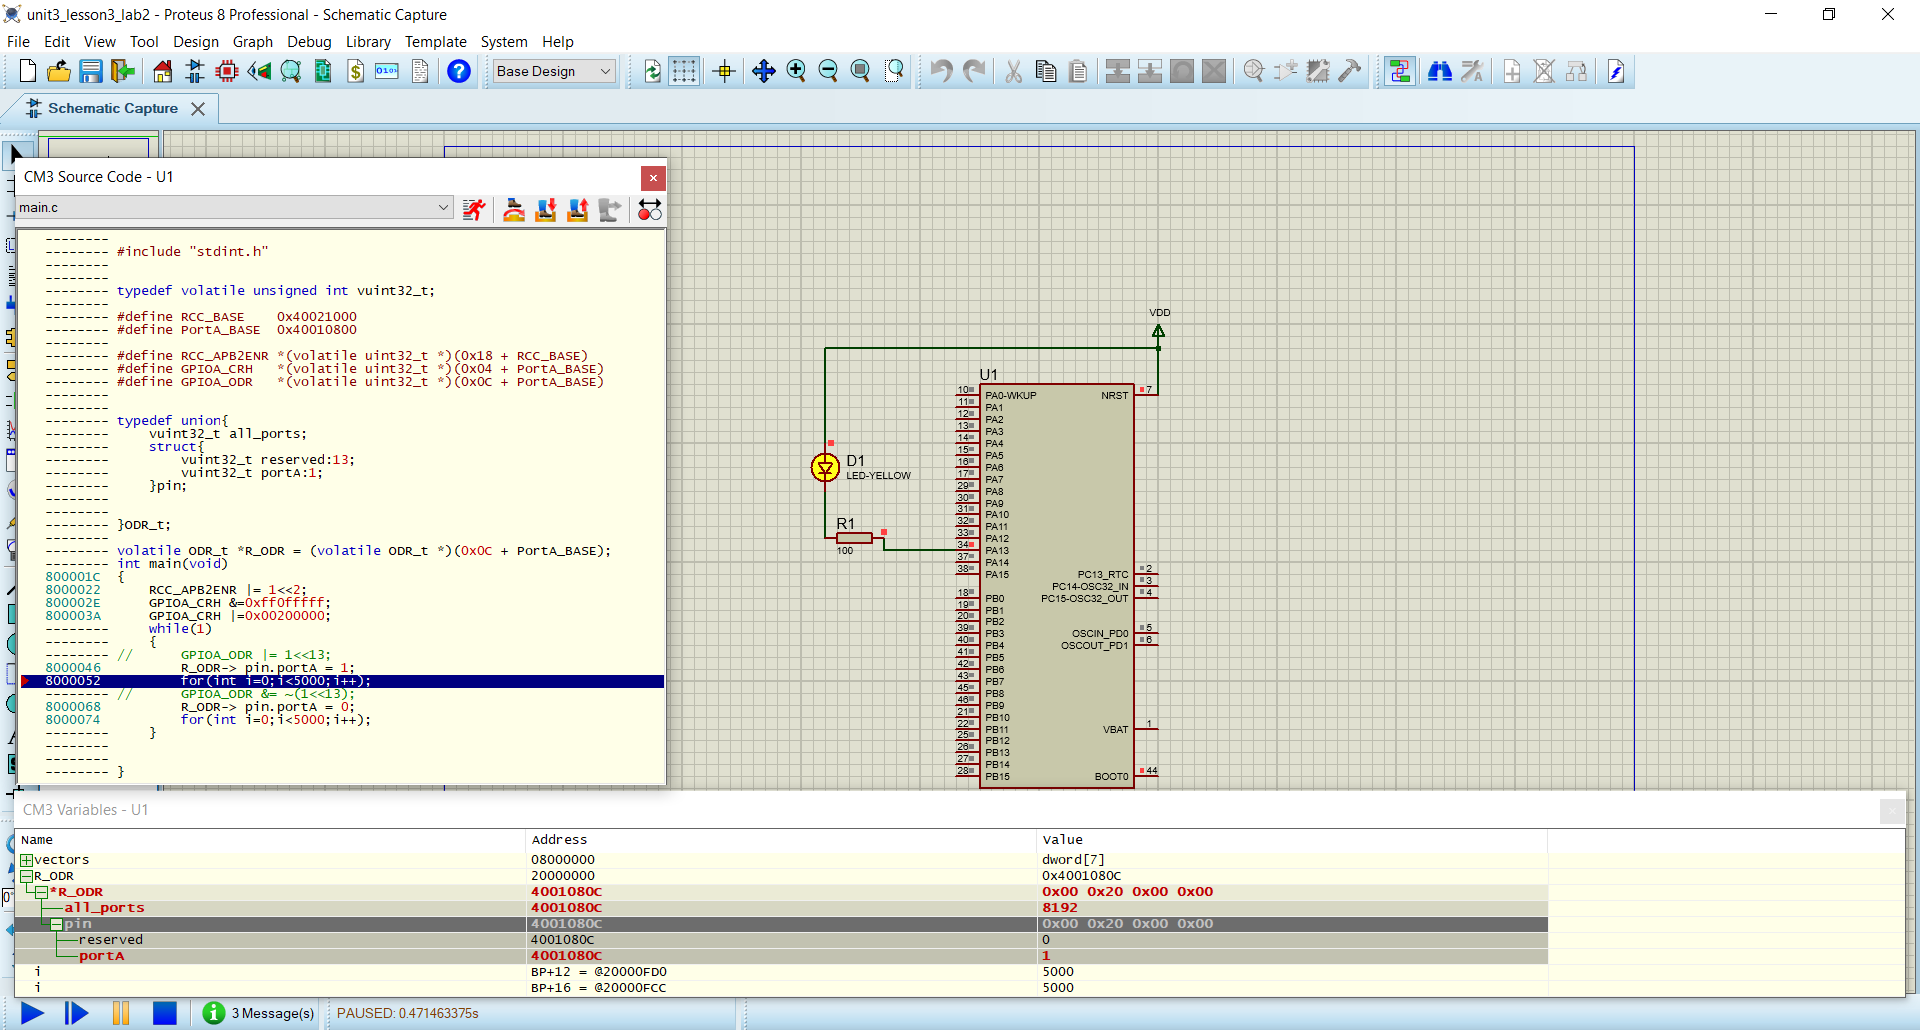 unit3_lesson3_lab2 - Proteus 8 Professional - Schematic Capture
File Edit View Tool Design Graph Debug Library Template System Help
Base Design
Schematic Capture
CM3 Source Code - U1
main.c
--------
-------- #include "stdint.h"
--------
--------
-------- typedef volatile unsigned int vuint32_t;
--------
-------- #define RCC_BASE 0x40021000
-------- #define PortA_BASE 0x40010800
--------
-------- #define RCC_APB2ENR *(volatile uint32_t *)(0x18 + RCC_BASE)
-------- #define GPIOA_CRH *(volatile uint32_t *)(0x04 + PortA_BASE)
-------- #define GPIOA_ODR *(volatile uint32_t *)(0x0C + PortA_BASE)
--------
--------
-------- typedef union{
-------- vuint32_t all_ports;
-------- struct{
-------- vuint32_t reserved:13;
-------- vuint32_t portA:1;
-------- }pin;
--------
--------
-------- }ODR_t;
--------
-------- volatile ODR_t *R_ODR = (volatile ODR_t *)(0x0C + PortA_BASE);
-------- int main(void)
800001C {
8000022 RCC_APB2ENR |= 1<<2;
800002E GPIOA_CRH &=0xff0fffff;
800003A GPIOA_CRH |=0x00200000;
-------- while(1)
-------- {
-------- // GPIOA_ODR |= 1<<13;
8000046 R_ODR-> pin.portA = 1;
8000052 for(int i=0;i<5000;i++);
-------- // GPIOA_ODR &= ~(1<<13);
8000068 R_ODR-> pin.portA = 0;
8000074 for(int i=0;i<5000;i++);
-------- }
--------
--------
-------- }
VDD
D1
LED-YELLOW
R1
100
U1
10 PA0-WKUP
11 PA1
12 PA2
13 PA3
14 PA4
15 PA5
16 PA6
17 PA7
29 PA8
30 PA9
31 PA10
32 PA11
33 PA12
34 PA13
37 PA14
38 PA15
18 PB0
19 PB1
20 PB2
39 PB3
40 PB4
41 PB5
42 PB6
43 PB7
45 PB8
46 PB9
21 PB10
22 PB11
25 PB12
26 PB13
27 PB14
28 PB15
NRST 7
PC13_RTC 2
PC14-OSC32_IN 3
PC15-OSC32_OUT 4
OSCIN_PD0 5
OSCOUT_PD1 6
VBAT 1
BOOT0 44
CM3 Variables - U1
Name Address Value
vectors 08000000 dword[7]
R_ODR 20000000 0x4001080C
*R_ODR 4001080C 0x00 0x20 0x00 0x00
all_ports 4001080C 8192
pin 4001080C 0x00 0x20 0x00 0x00
reserved 4001080C 0
portA 4001080C 1
i BP+12 = @20000FD0 5000
i BP+16 = @20000FCC 5000
3 Message(s) PAUSED: 0.471463375s